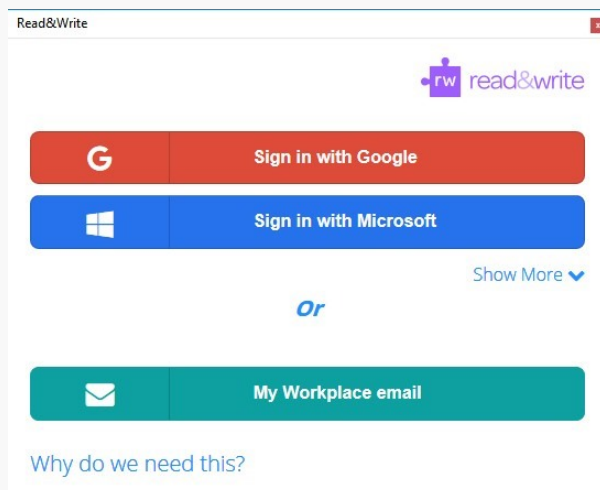 Read&Write
rw read&write
Sign in with Google
Sign in with Microsoft
Show More
Or
My Workplace email
Why do we need this?